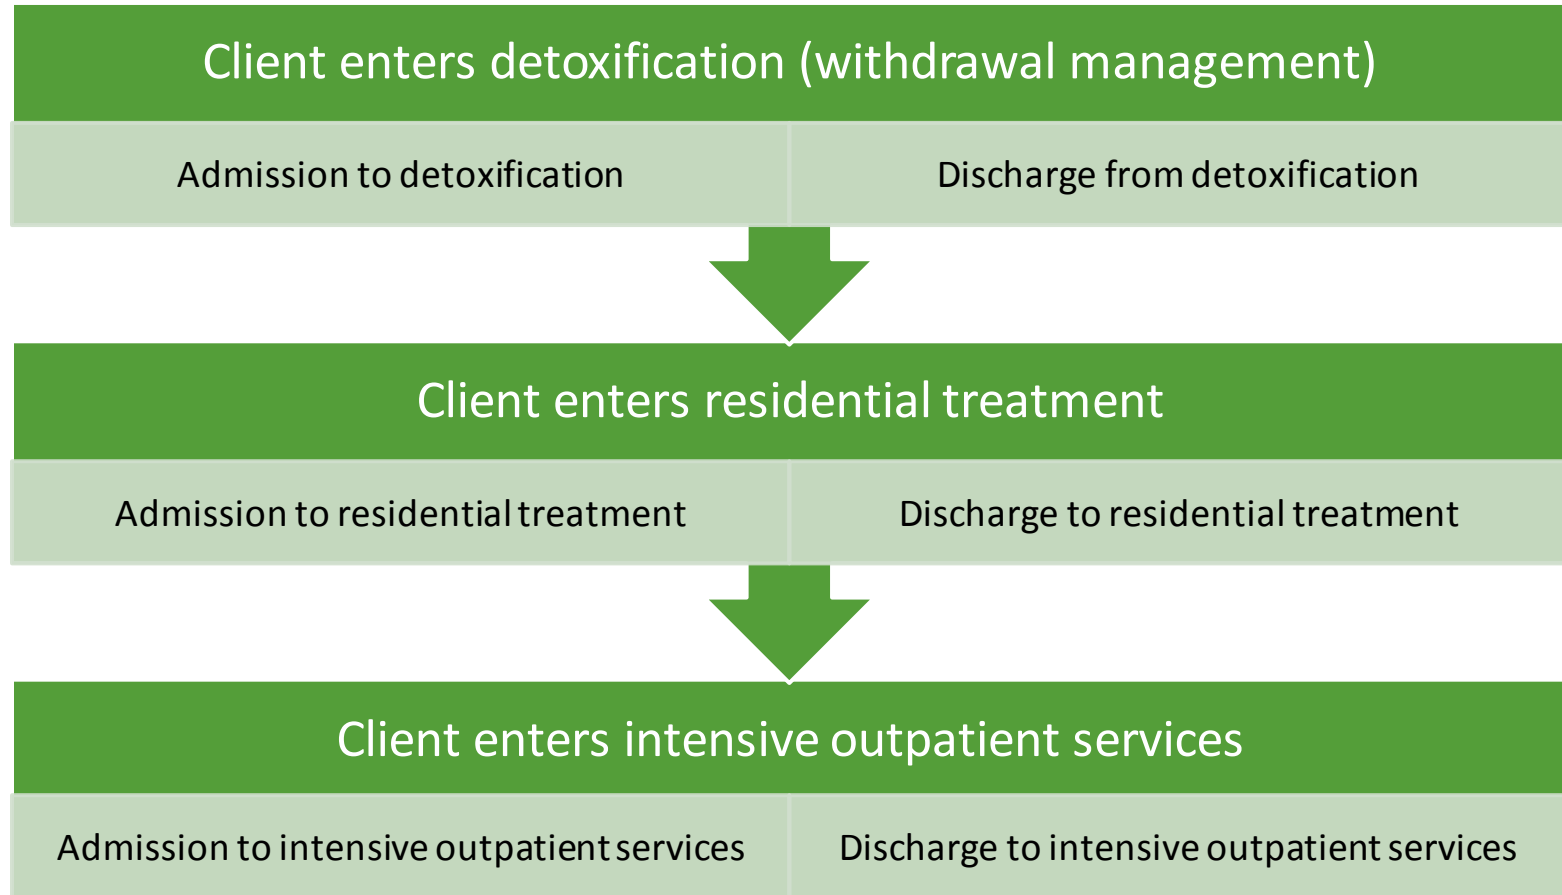 Client enters detoxification (withdrawal management)
Admission to detoxification
Discharge from detoxification
Client enters residential treatment
Admission to residential treatment
Discharge to residential treatment
Client enters intensive outpatient services
Admission to intensive outpatient services
Discharge to intensive outpatient services